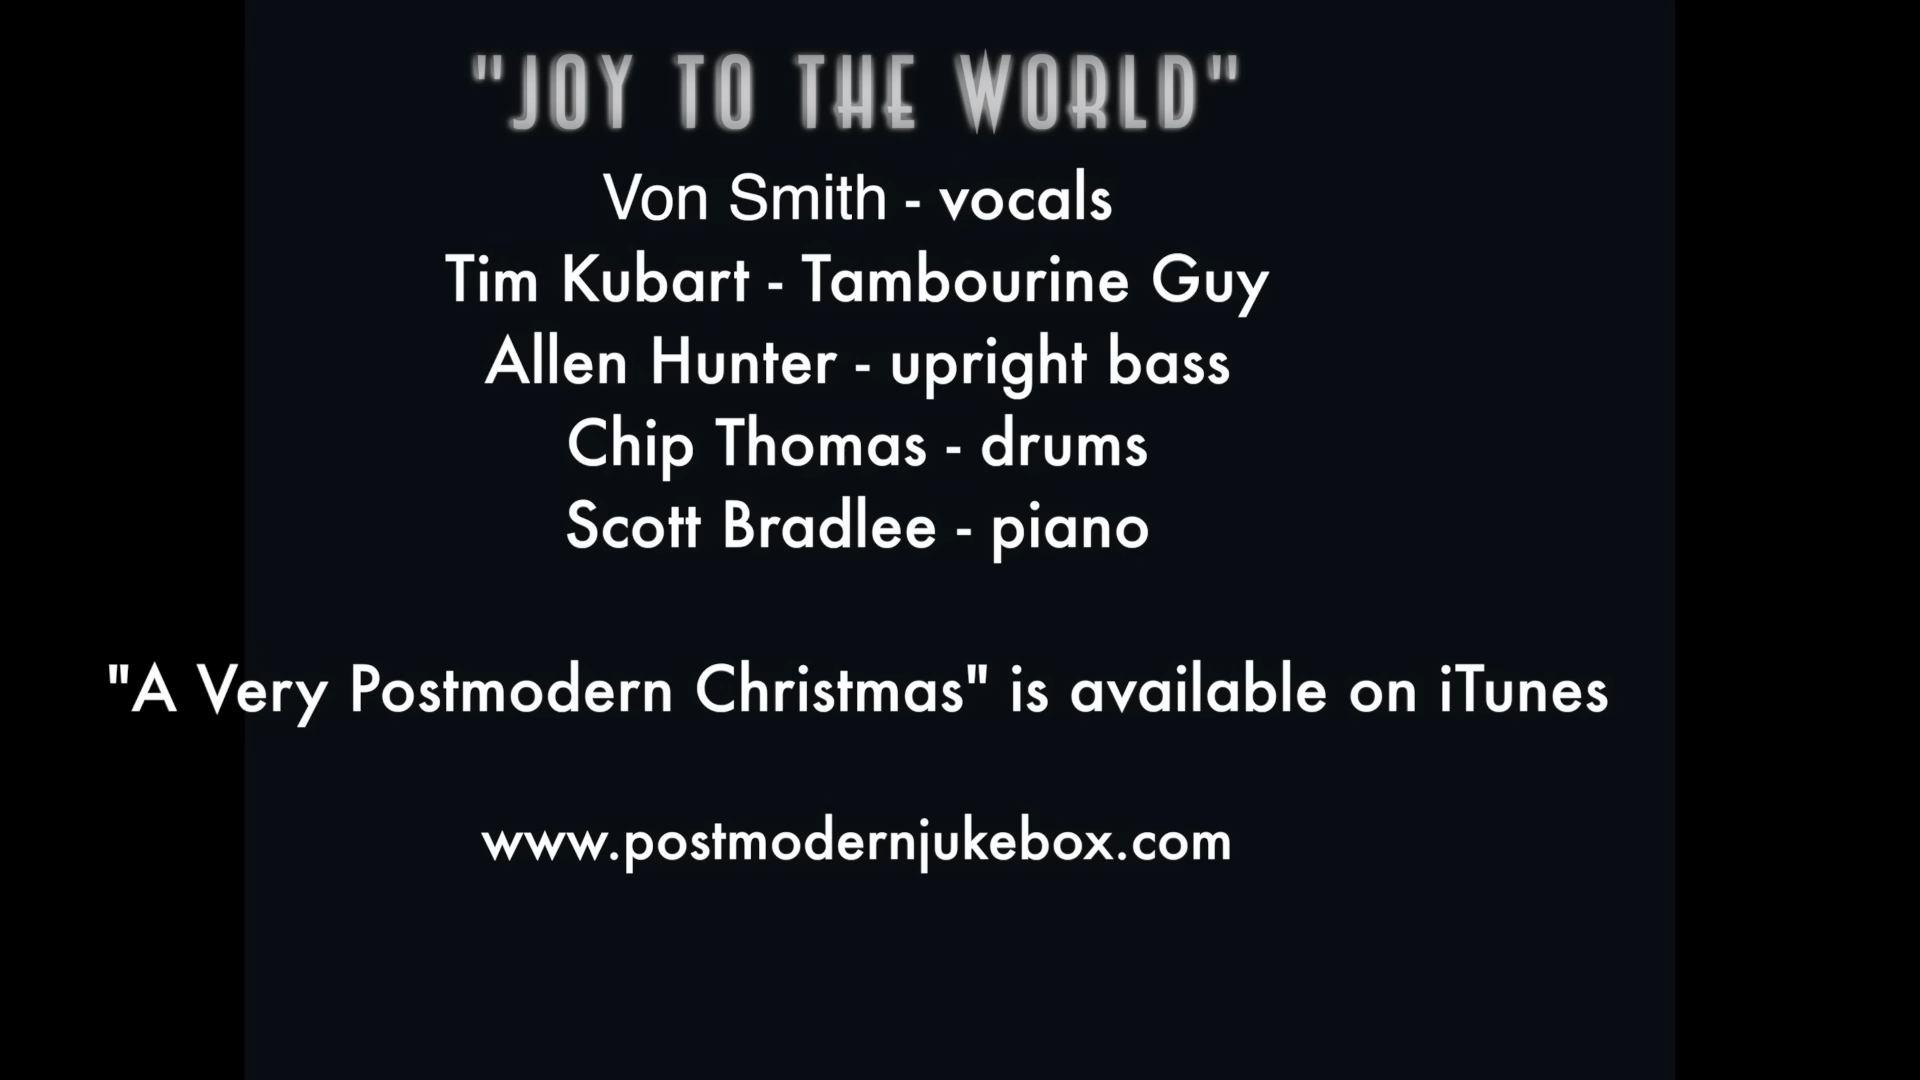 "JOY TO THE WORLD"
Von Smith - vocals
Tim Kubart - Tambourine Guy
Allen Hunter - upright bass
Chip Thomas - drums
Scott Bradlee - piano
"A Very Postmodern Christmas" is available on iTunes
www.postmodernjukebox.com